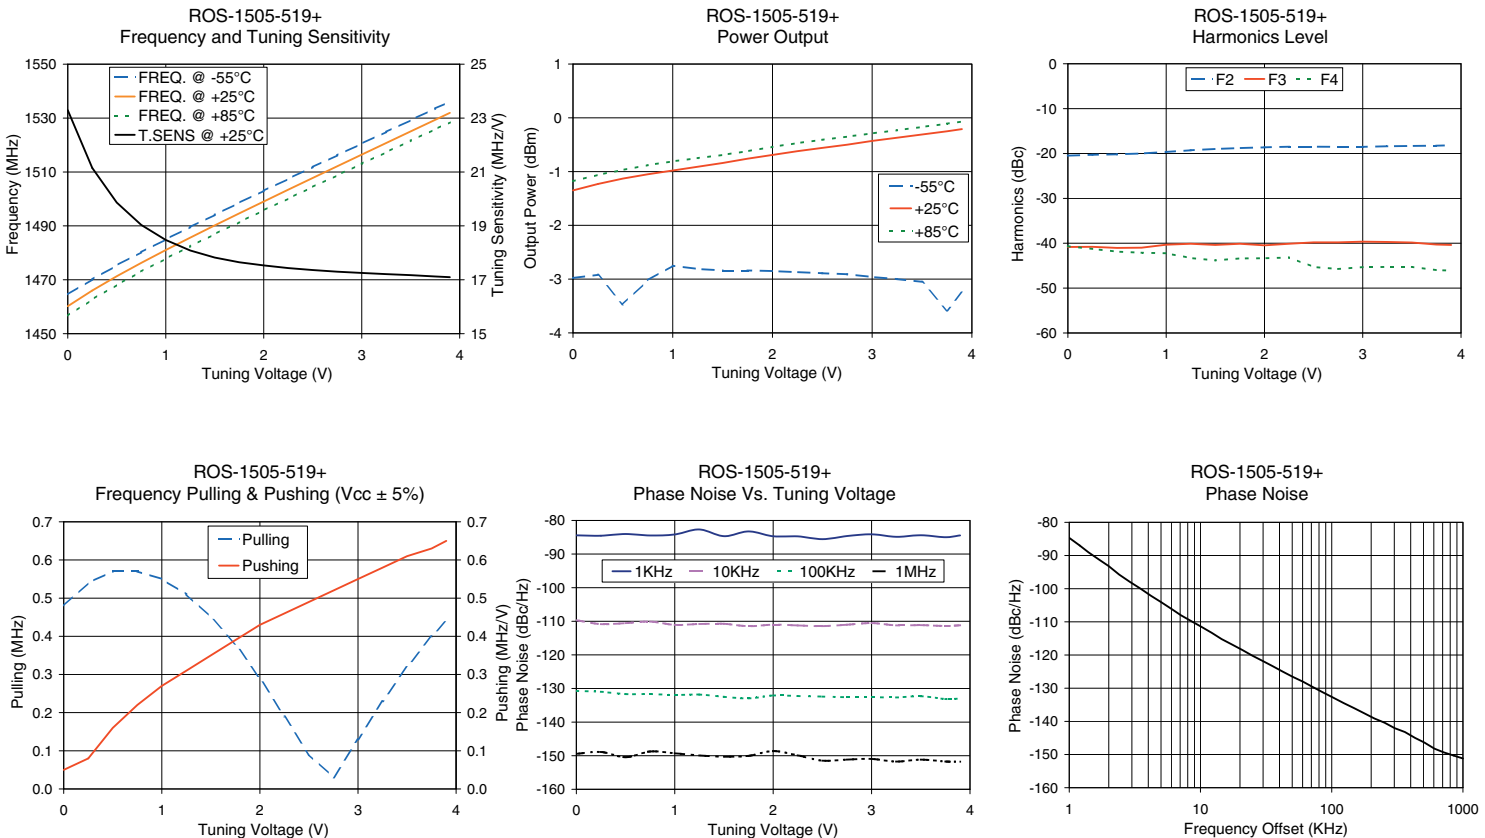 ROS-1505-519+
Frequency and Tuning Sensitivity
1550
1530
1510
1490
1470
1450
Frequency (MHz)
FREQ. @ -55°C
FREQ. @ +25°C
FREQ. @ +85°C
T.SENS @ +25°C
25
23
21
19
17
15
Tuning Sensitivity (MHz/V)
0 1 2 3 4
Tuning Voltage (V)
ROS-1505-519+
Power Output
1
0
-1
-2
-3
-4
Output Power (dBm)
-55°C
+25°C
+85°C
0 1 2 3 4
Tuning Voltage (V)
ROS-1505-519+
Harmonics Level
0
-10
-20
-30
-40
-50
-60
Harmonics (dBc)
F2 F3 F4
0 1 2 3 4
Tuning Voltage (V)
ROS-1505-519+
Frequency Pulling & Pushing (Vcc ± 5%)
0.7
0.6
0.5
0.4
0.3
0.2
0.1
0.0
Pulling (MHz)
Pulling
Pushing
0.7
0.6
0.5
0.4
0.3
0.2
0.1
0.0
Pushing (MHz/V)
0 1 2 3 4
Tuning Voltage (V)
ROS-1505-519+
Phase Noise Vs. Tuning Voltage
-80
-90
-100
-110
-120
-130
-140
-150
-160
Phase Noise (dBc/Hz)
1KHz 10KHz 100KHz 1MHz
0 1 2 3 4
Tuning Voltage (V)
ROS-1505-519+
Phase Noise
-80
-90
-100
-110
-120
-130
-140
-150
-160
Phase Noise (dBc/Hz)
1 10 100 1000
Frequency Offset (KHz)